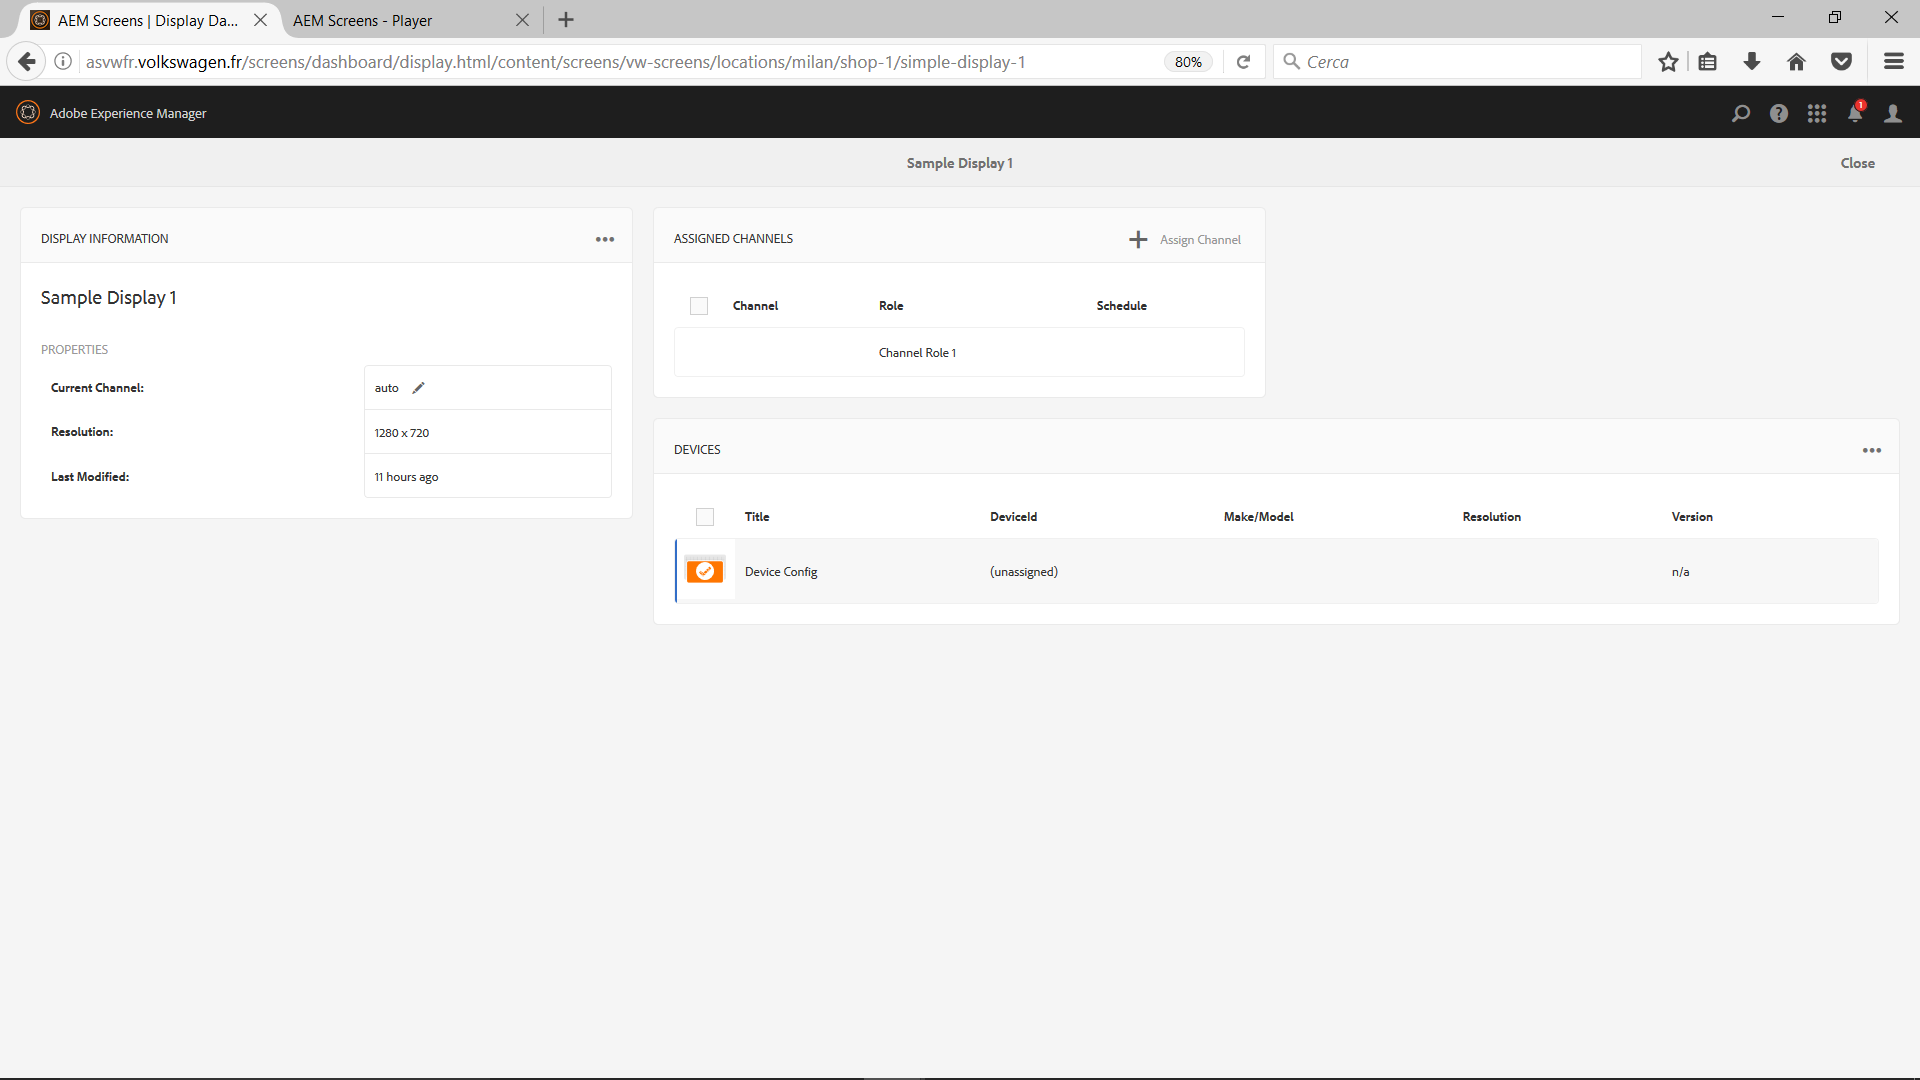 AEM Screens | Display Da...
AEM Screens - Player
asvwfr.volkswagen.fr/screens/dashboard/display.html/content/screens/vw-screens/locations/milan/shop-1/simple-display-1
80%
Cerca
Adobe Experience Manager
1
Sample Display 1
Close
DISPLAY INFORMATION
Sample Display 1
PROPERTIES
Current Channel: auto
Resolution: 1280 x 720
Last Modified: 11 hours ago
ASSIGNED CHANNELS
Assign Channel
Channel Role Schedule
Channel Role 1
DEVICES
Title DeviceId Make/Model Resolution Version
Device Config (unassigned) n/a